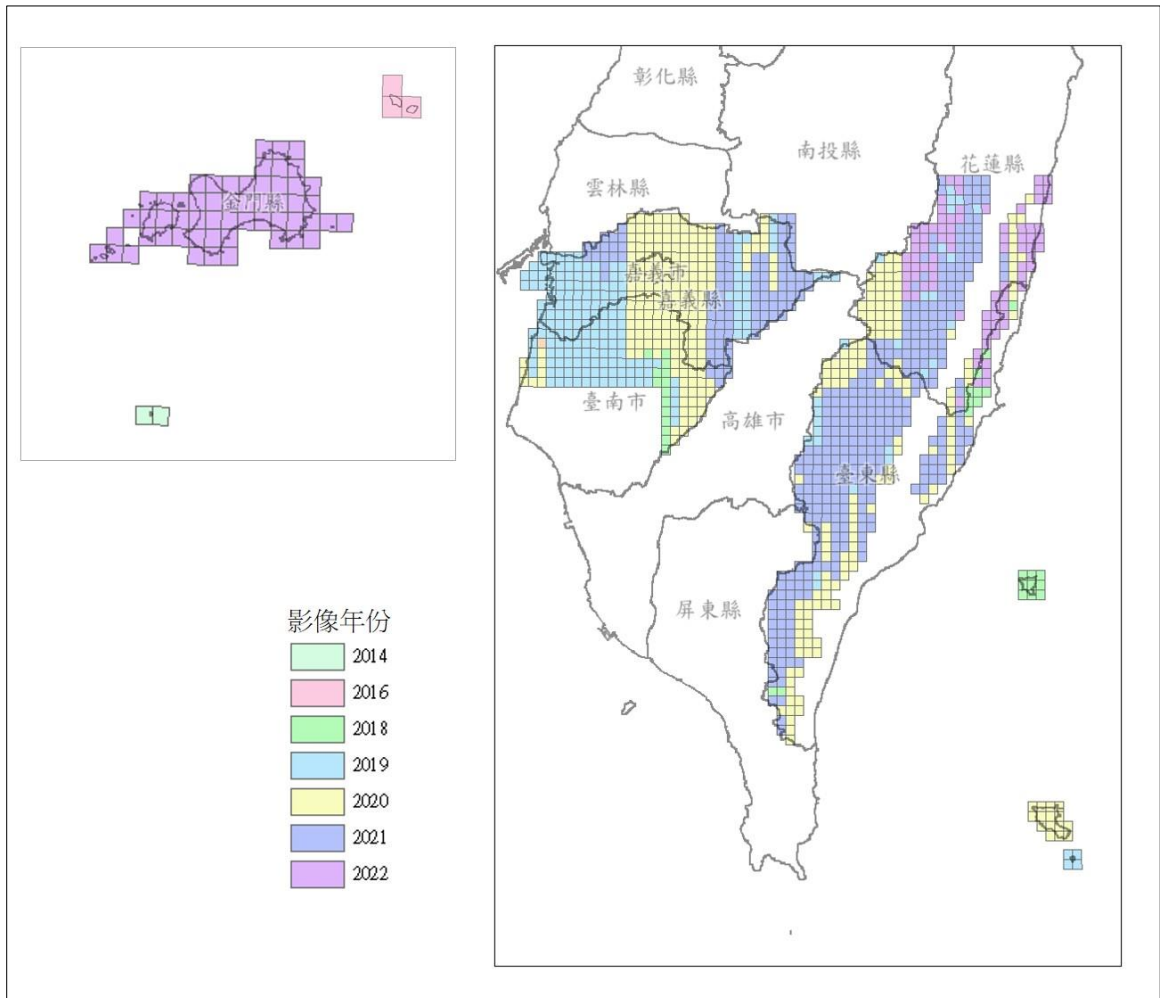 金門縣
彰化縣
南投縣
花蓮縣
雲林縣
嘉義市
嘉義縣
臺南市
高雄市
臺東縣
屏東縣
影像年份
2014
2016
2018
2019
2020
2021
2022